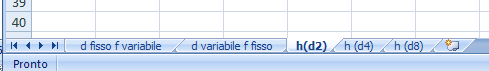 39
40
d fisso f variabile d variabile f fisso h(d2) h (d4) h (d8)
Pronto